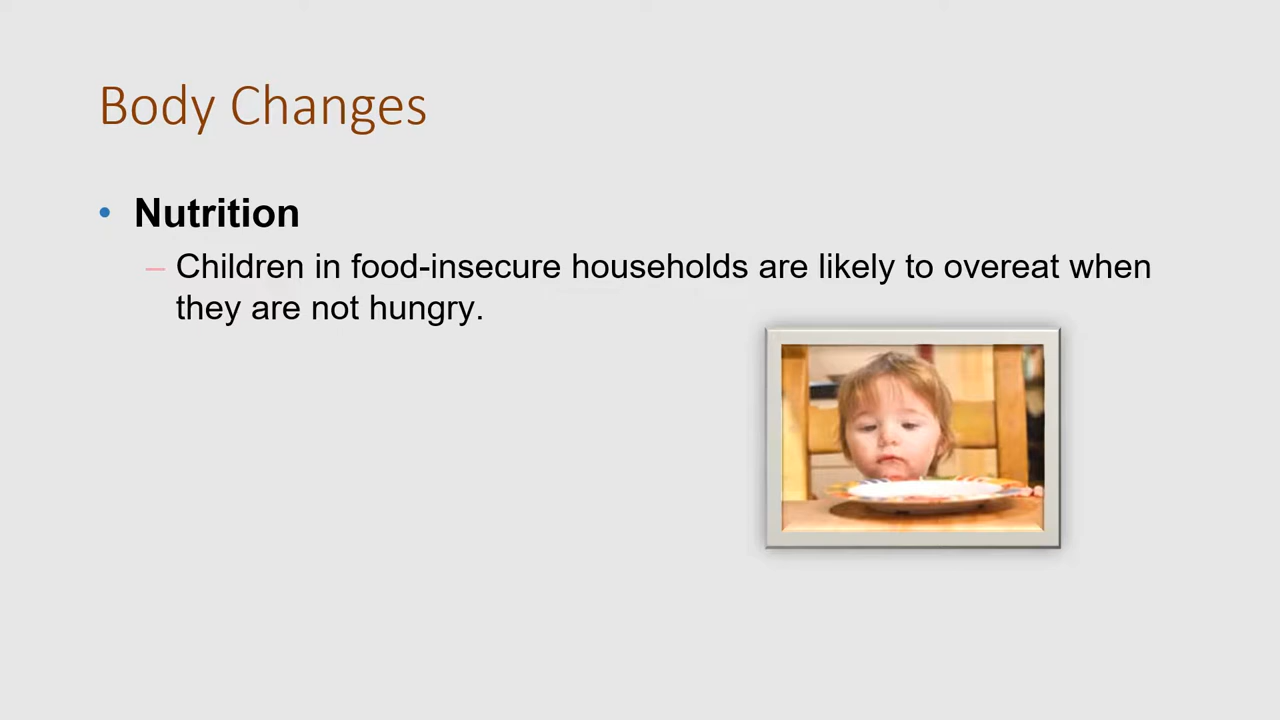 Body Changes
• Nutrition
– Children in food-insecure households are likely to overeat when
they are not hungry.